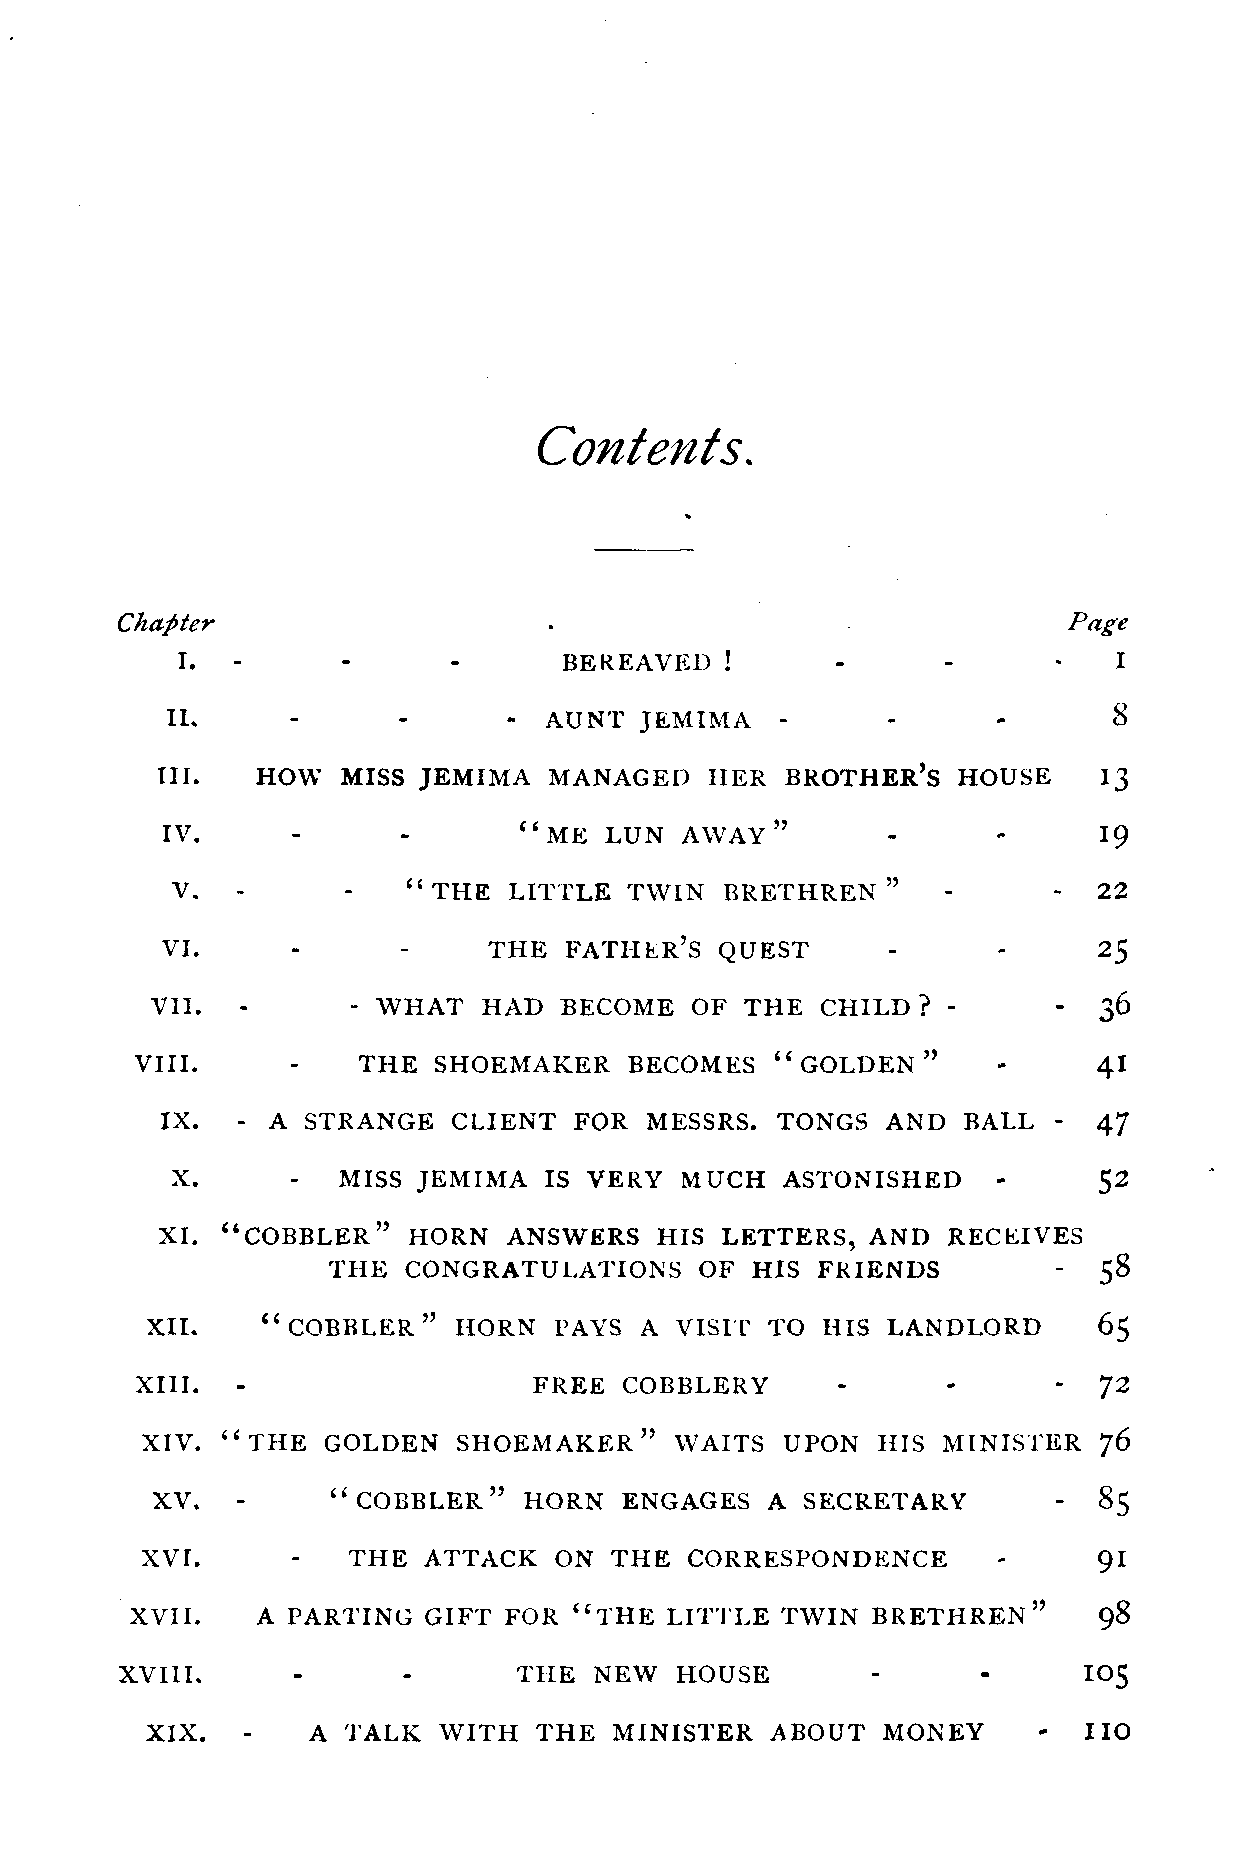 Contents.
Chapter Page
I. - - - BEREAVED ! - - - 1
II. - - - AUNT JEMIMA - - - 8
III. HOW MISS JEMIMA MANAGED HER BROTHER'S HOUSE 13
IV. - - "ME LUN AWAY" - - 19
V. - - "THE LITTLE TWIN BRETHREN" - - 22
VI. - - THE FATHER'S QUEST - - 25
VII. - - WHAT HAD BECOME OF THE CHILD ? - - 36
VIII. - THE SHOEMAKER BECOMES "GOLDEN" - 41
IX. - A STRANGE CLIENT FOR MESSRS. TONGS AND BALL - 47
X. - MISS JEMIMA IS VERY MUCH ASTONISHED - 52
XI. "COBBLER" HORN ANSWERS HIS LETTERS, AND RECEIVES
THE CONGRATULATIONS OF HIS FRIENDS - 58
XII. "COBBLER" HORN PAYS A VISIT TO HIS LANDLORD 65
XIII. - FREE COBBLERY - - - 72
XIV. "THE GOLDEN SHOEMAKER" WAITS UPON HIS MINISTER 76
XV. - "COBBLER" HORN ENGAGES A SECRETARY - 85
XVI. - THE ATTACK ON THE CORRESPONDENCE - 91
XVII. A PARTING GIFT FOR "THE LITTLE TWIN BRETHREN" 98
XVIII. - - THE NEW HOUSE - - 105
XIX. - A TALK WITH THE MINISTER ABOUT MONEY - 110